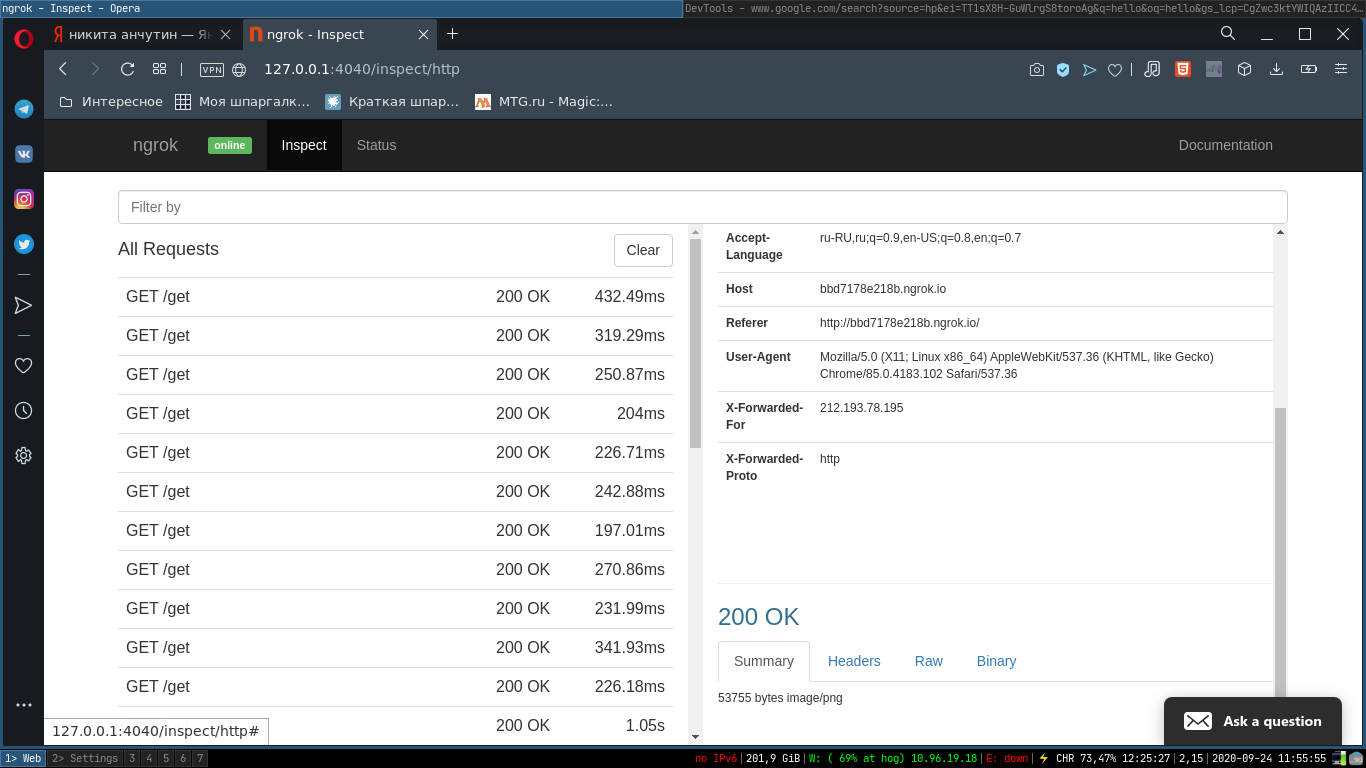 ngrok - Inspect - Opera
DevTools - www.google.com/search?source=hp&ei=TT1sX8H-GuWlrgS8toroAg&q=hello&oq=hello&gs_lcp=CgZwc3ktYWIQAzIICC4…
никита анчутин — Ян
ngrok - Inspect
VPN
127.0.0.1:4040/inspect/http
Интересное
Моя шпаргалк…
Краткая шпар…
MTG.ru - Magic:…
ngrok
online
Inspect
Status
Documentation
Filter by
All Requests
Clear
GET /get 200 OK 432.49ms
GET /get 200 OK 319.29ms
GET /get 200 OK 250.87ms
GET /get 200 OK 204ms
GET /get 200 OK 226.71ms
GET /get 200 OK 242.88ms
GET /get 200 OK 197.01ms
GET /get 200 OK 270.86ms
GET /get 200 OK 231.99ms
GET /get 200 OK 341.93ms
GET /get 200 OK 226.18ms
200 OK 1.05s
127.0.0.1:4040/inspect/http#
Accept-
Language
ru-RU,ru;q=0.9,en-US;q=0.8,en;q=0.7
Host bbd7178e218b.ngrok.io
Referer http://bbd7178e218b.ngrok.io/
User-Agent Mozilla/5.0 (X11; Linux x86_64) AppleWebKit/537.36 (KHTML, like Gecko)
Chrome/85.0.4183.102 Safari/537.36
X-Forwarded-
For
212.193.78.195
X-Forwarded-
Proto
http
200 OK
Summary
Headers
Raw
Binary
53755 bytes image/png
Ask a question
1> Web 2> Settings 3 4 5 6 7
no IPv6|201,9 GiB|W: ( 69% at hog) 10.96.19.18|E: down|⚡ CHR 73,47% 12:25:27|2,15|2020-09-24 11:55:55